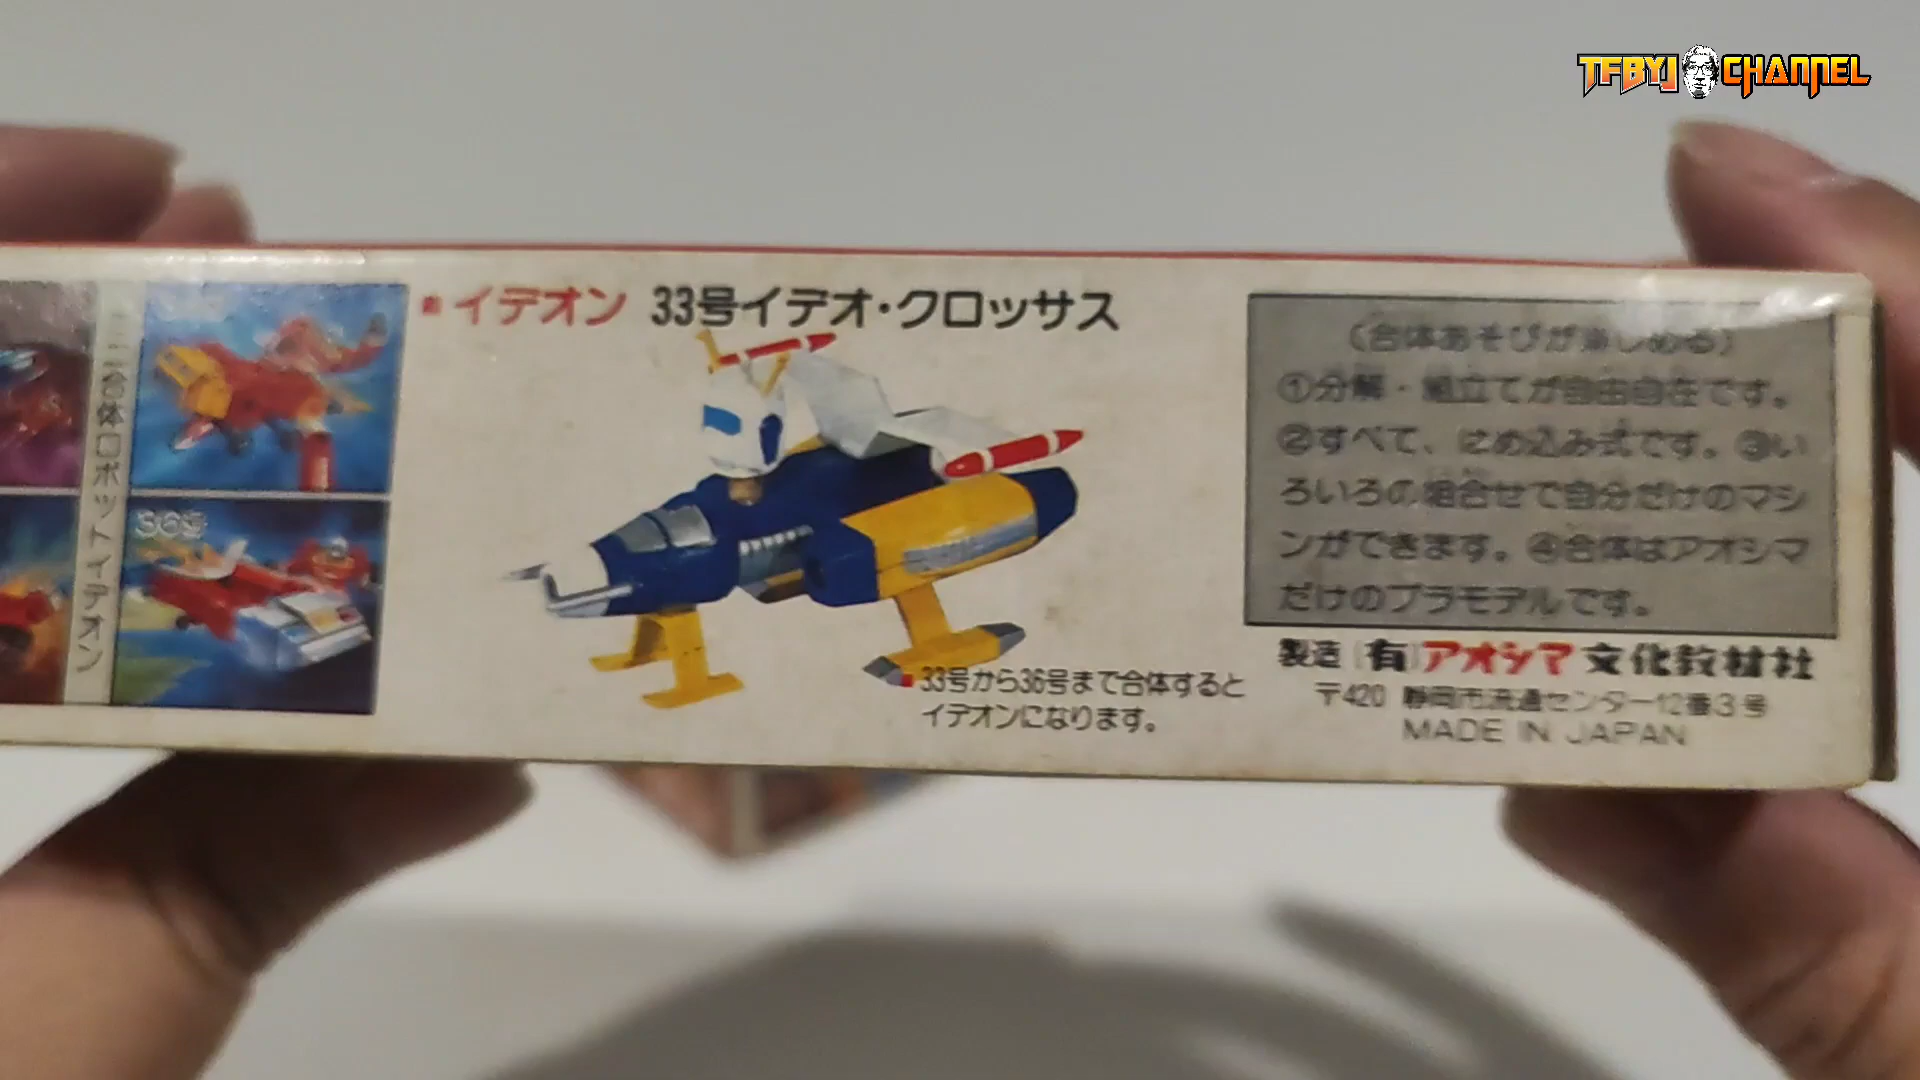 TFBYJ CHANNEL
イデオン 33号イデオ・クロッサス
ミニ合体ロボットイデオン
36号
33号から36号まで合体すると
イデオンになります。
(合体あそびが楽しめる)
①分解・組立てが自由自在です。
②すべて、はめ込み式です。③い
ろいろの組合せで自分だけのマシ
ンができます。④合体はアオシマ
だけのプラモデルです。
製造 (有)アオシマ文化教材社
〒420 静岡市流通センター12番3号
MADE IN JAPAN